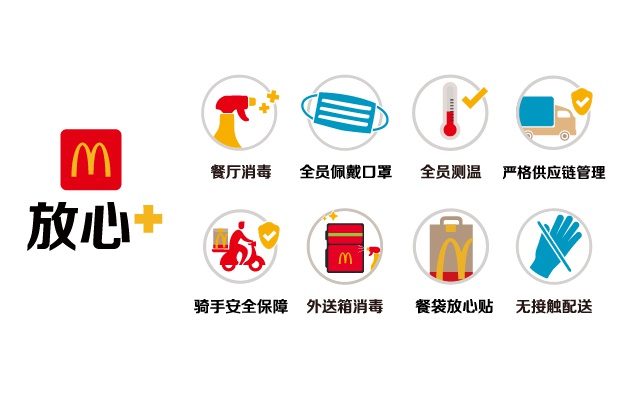 放心+
餐厅消毒
全员佩戴口罩
全员测温
严格供应链管理
骑手安全保障
外送箱消毒
餐袋放心贴
无接触配送